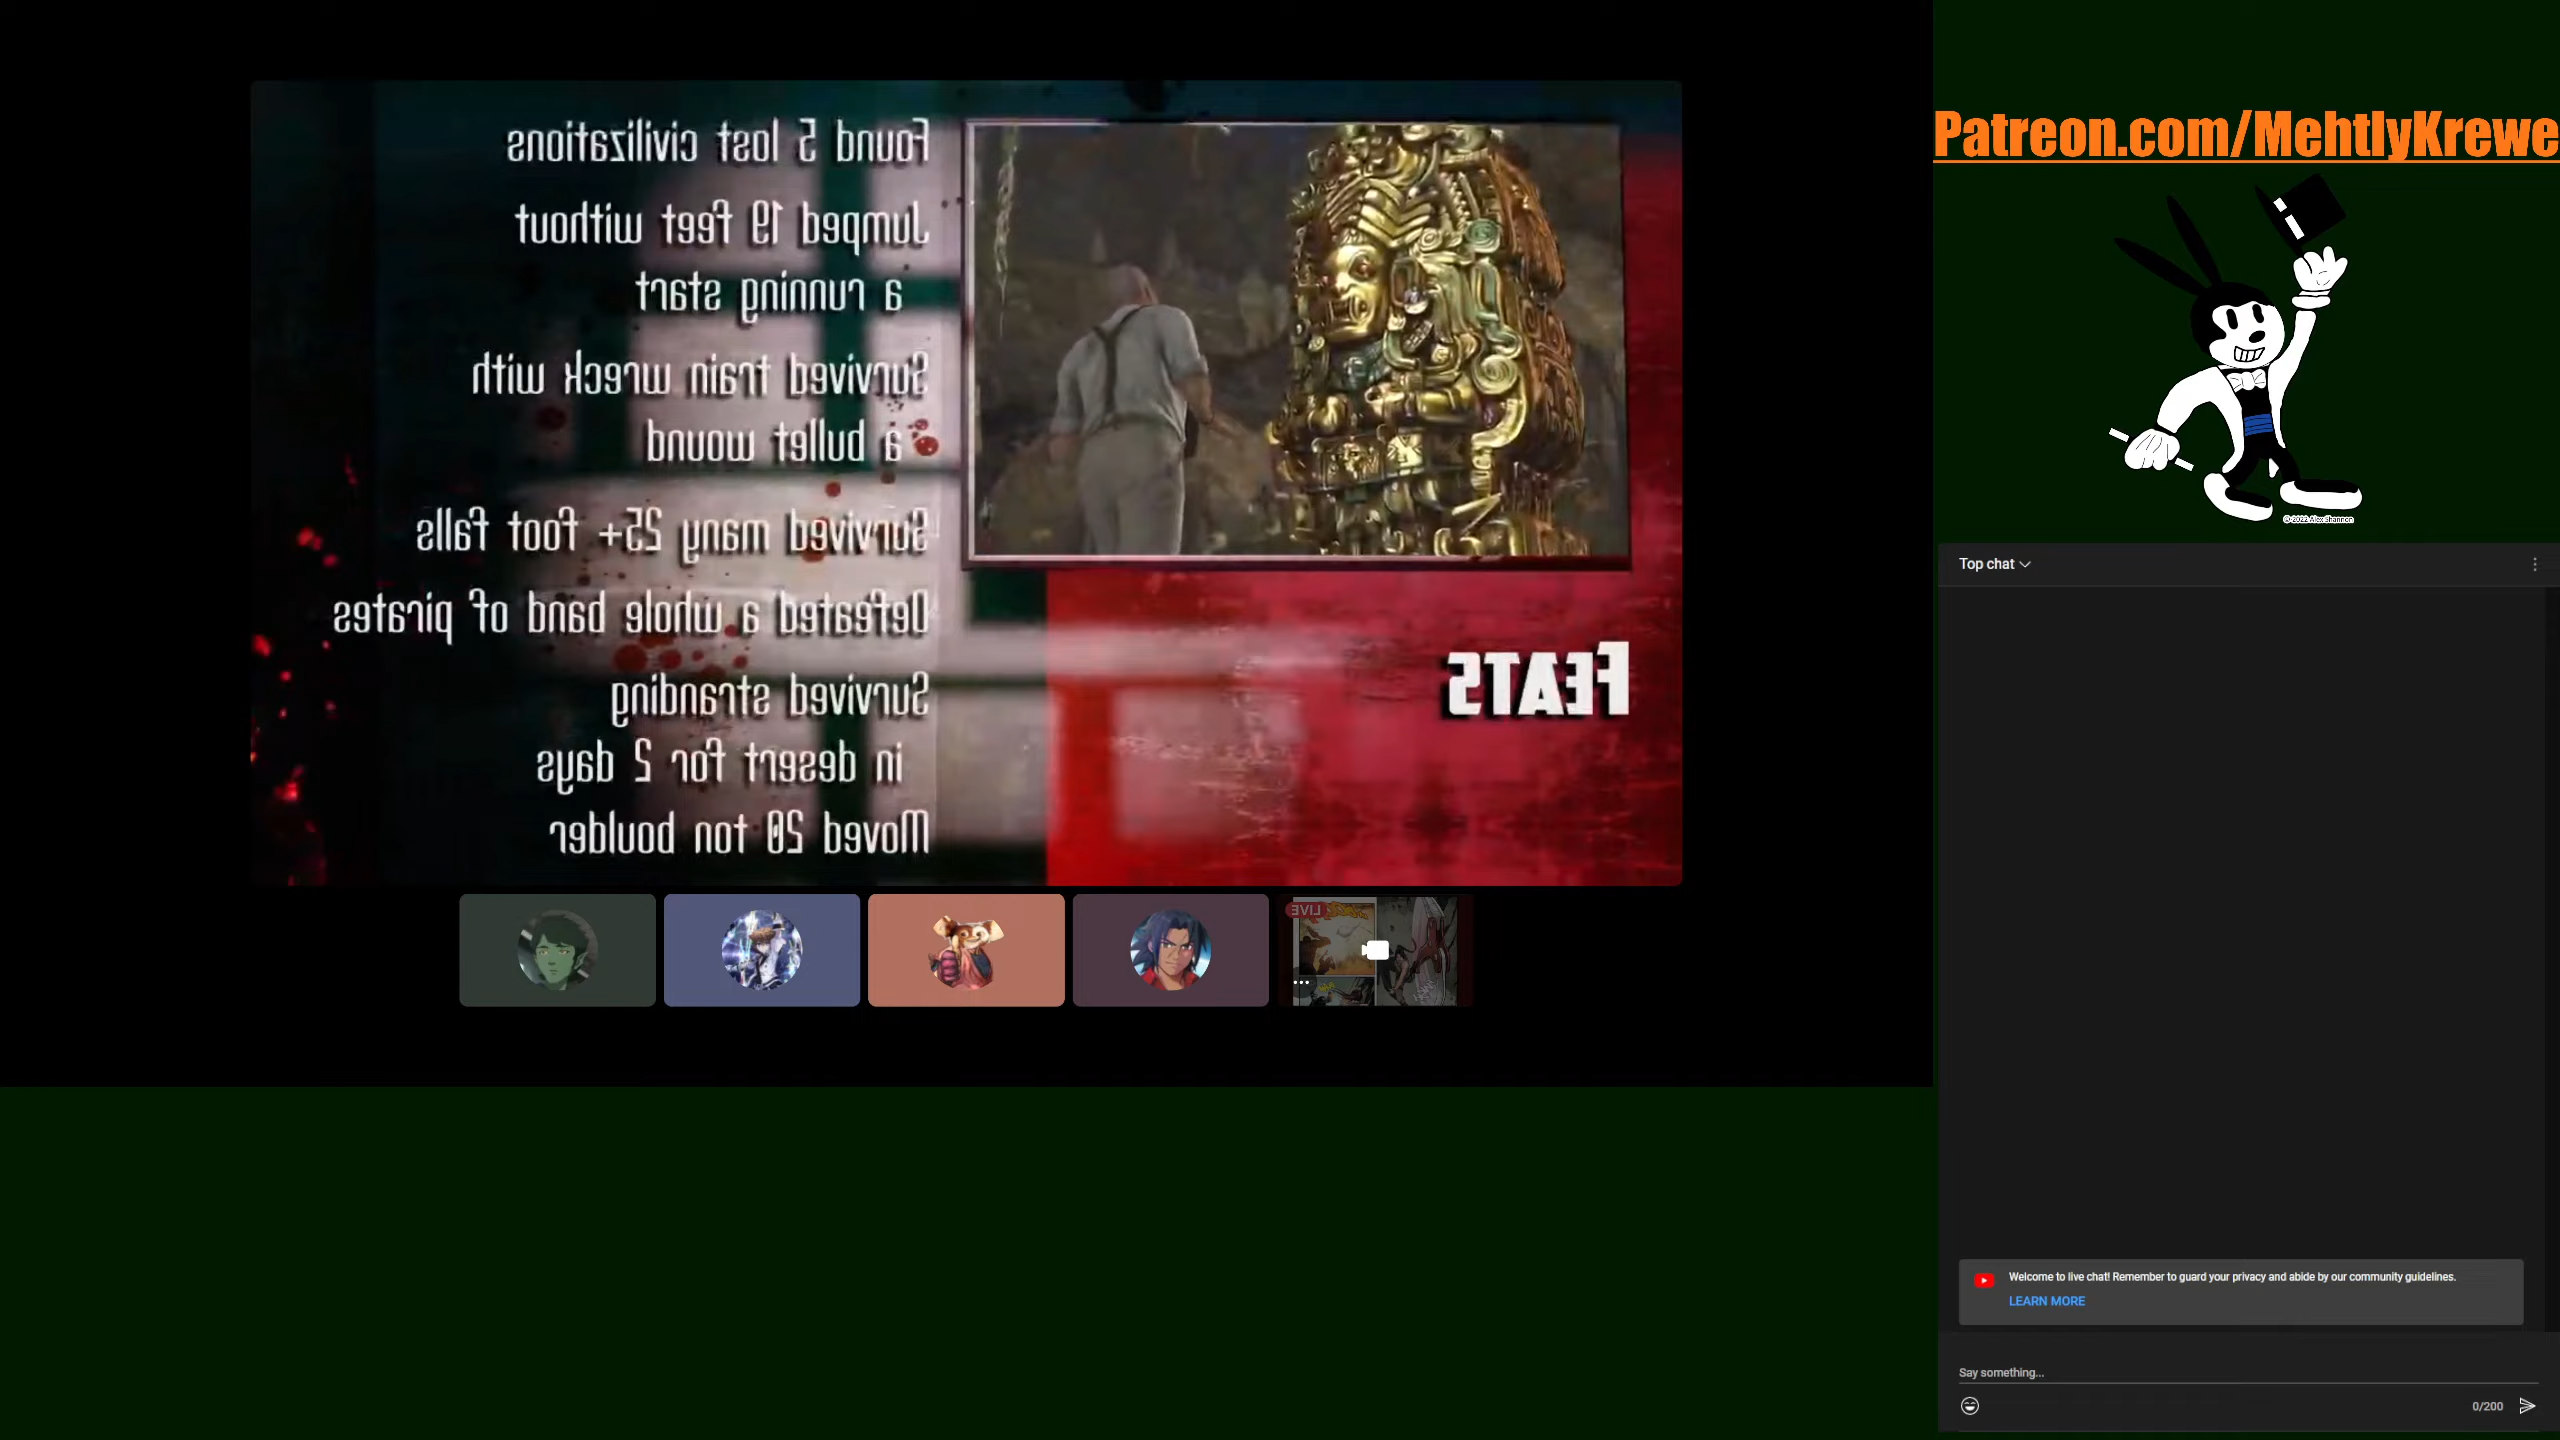 Found 5 lost civilizations
Jumped 19 feet without
a running start
Survived train wreck with
a bullet wound
Survived many 25+ foot falls
Defeated a whole band of pirates
Survived stranding
in desert for 2 days
Moved 20 ton boulder
FEATS
LIVE
Patreon.com/MehtlyKrewe
© 2022 Alex Shannon
Top chat
Welcome to live chat! Remember to guard your privacy and abide by our community guidelines.
LEARN MORE
Say something...
0/200